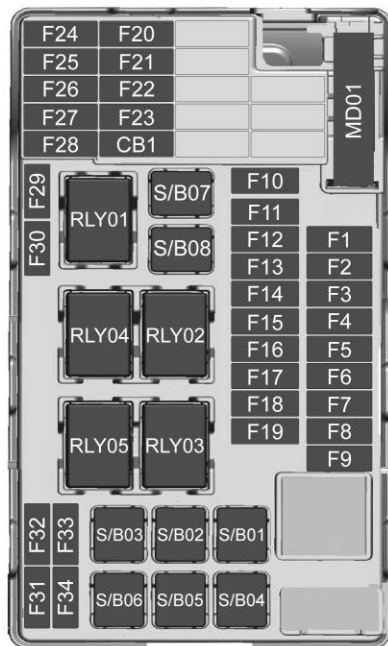 F24 F20
F25 F21
F26 F22
F27 F23
F28 CB1
MD01
F29
F30
RLY01
S/B07
S/B08
F10
F11
F12 F1
F13 F2
F14 F3
F15 F4
F16 F5
F17 F6
F18 F7
F19 F8
F9
RLY04 RLY02
RLY05 RLY03
F32 F33
S/B03 S/B02 S/B01
F31 F34
S/B06 S/B05 S/B04